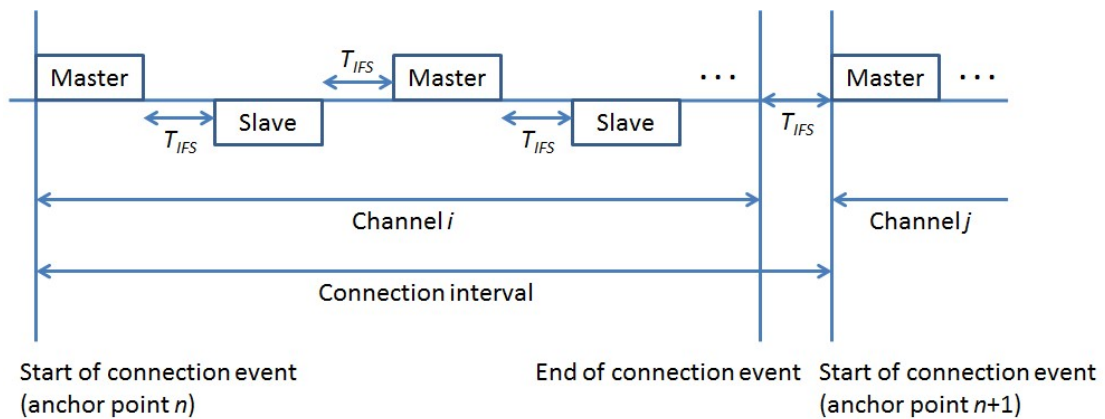 Master
T_IFS
Slave
T_IFS
Master
T_IFS
Slave
...
T_IFS
Master
...
Channel i
Channel j
Connection interval
Start of connection event
(anchor point n)
End of connection event
Start of connection event
(anchor point n+1)